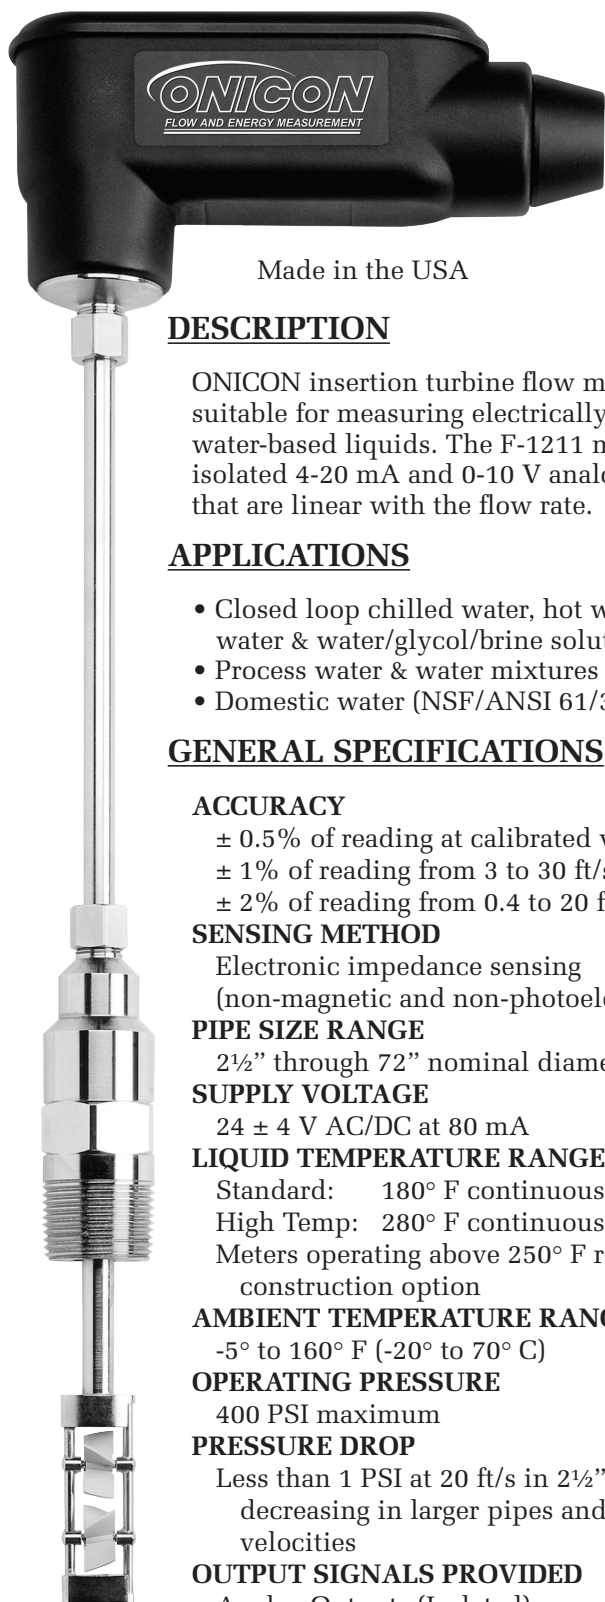 ONICON
FLOW AND ENERGY MEASUREMENT
Made in the USA
DESCRIPTION
ONICON insertion turbine flow m
suitable for measuring electrically
water-based liquids. The F-1211 m
isolated 4-20 mA and 0-10 V analo
that are linear with the flow rate.
APPLICATIONS
• Closed loop chilled water, hot w
water & water/glycol/brine solut
• Process water & water mixtures
• Domestic water (NSF/ANSI 61/3
GENERAL SPECIFICATIONS
ACCURACY
± 0.5% of reading at calibrated v
± 1% of reading from 3 to 30 ft/s
± 2% of reading from 0.4 to 20 f
SENSING METHOD
Electronic impedance sensing
(non-magnetic and non-photoele
PIPE SIZE RANGE
2½” through 72” nominal diame
SUPPLY VOLTAGE
24 ± 4 V AC/DC at 80 mA
LIQUID TEMPERATURE RANGE
Standard: 180° F continuous
High Temp: 280° F continuous
Meters operating above 250° F r
construction option
AMBIENT TEMPERATURE RANG
-5° to 160° F (-20° to 70° C)
OPERATING PRESSURE
400 PSI maximum
PRESSURE DROP
Less than 1 PSI at 20 ft/s in 2½”
decreasing in larger pipes and
velocities
OUTPUT SIGNALS PROVIDED
Analog Outputs (Isolated)